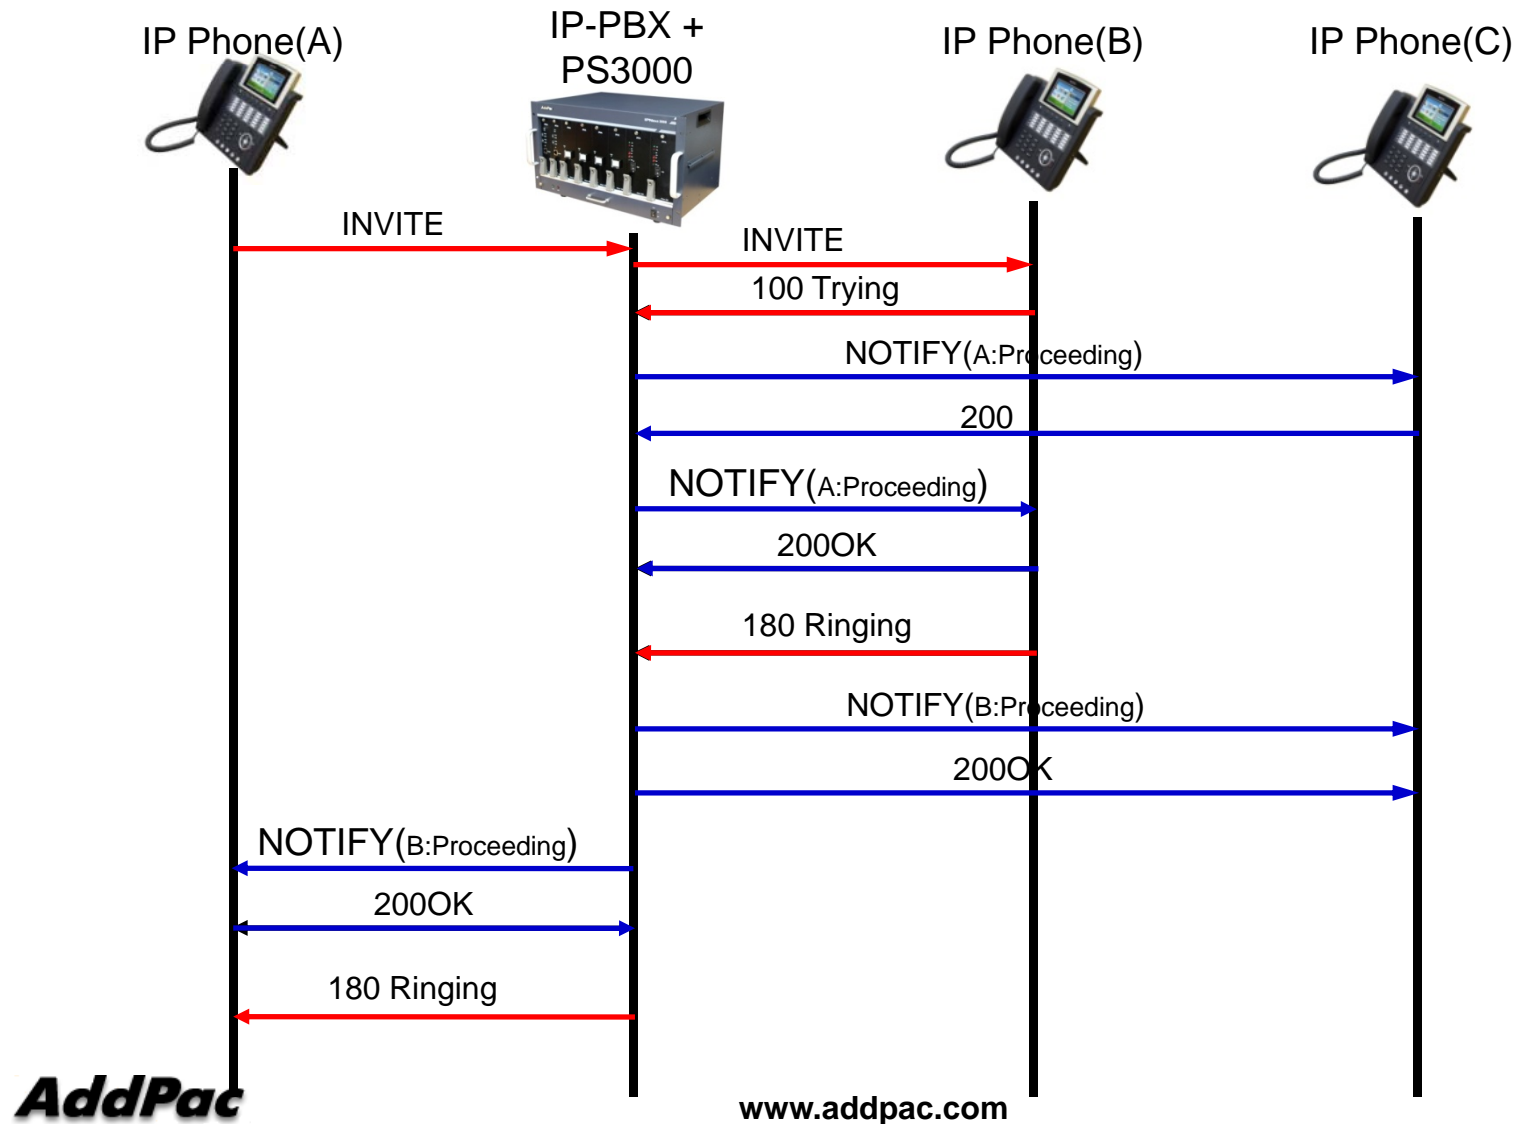 IP Phone(A)
IP-PBX +
PS3000
IP Phone(B)
IP Phone(C)
INVITE
INVITE
100 Trying
NOTIFY(A:Proceeding)
200
NOTIFY(A:Proceeding)
200OK
180 Ringing
NOTIFY(B:Proceeding)
200OK
NOTIFY(B:Proceeding)
200OK
180 Ringing
AddPac
www.addpac.com